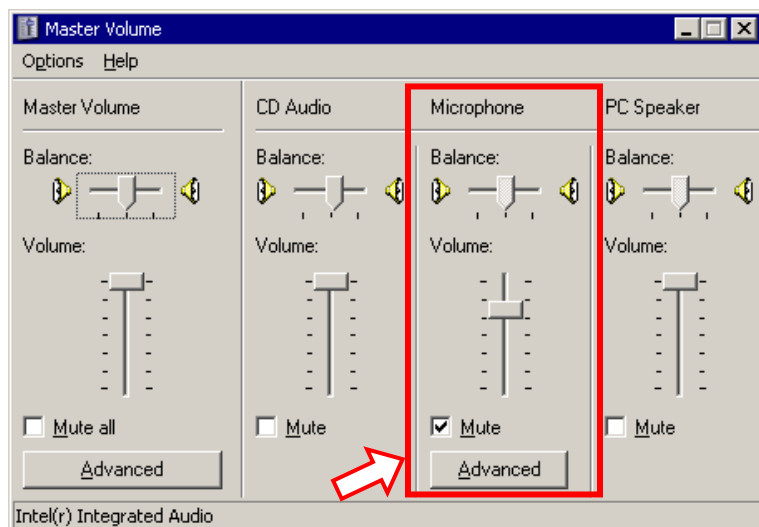 Master Volume
Options Help
Master Volume CD Audio Microphone PC Speaker
Balance: Balance: Balance: Balance:
Volume: Volume: Volume: Volume:
Mute all Mute Mute Mute
Advanced Advanced
Intel(r) Integrated Audio